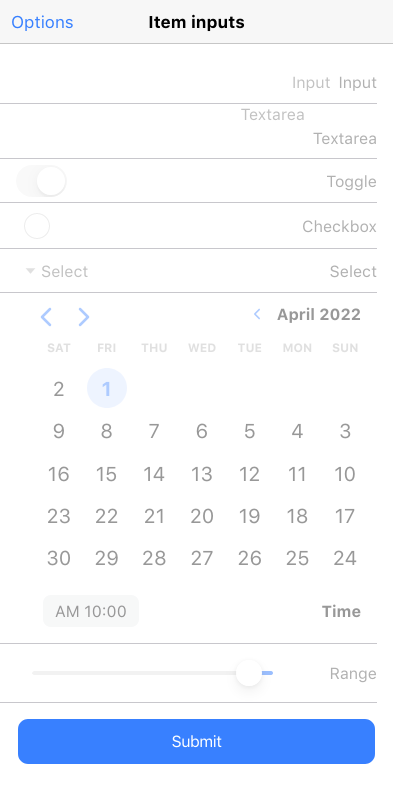 Options Item inputs
Input Input
Textarea
Textarea
Toggle
Checkbox
Select Select
April 2022
SAT FRI THU WED TUE MON SUN
2 1
9 8 7 6 5 4 3
16 15 14 13 12 11 10
23 22 21 20 19 18 17
30 29 28 27 26 25 24
AM 10:00 Time
Range
Submit